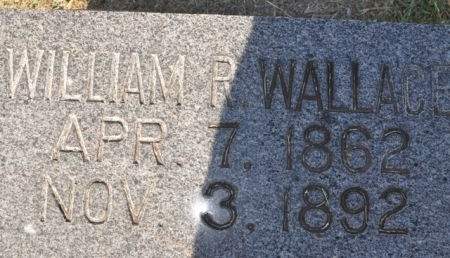 WILLIAM R. WALLACE
APR. 7, 1862
NOV 3, 1892